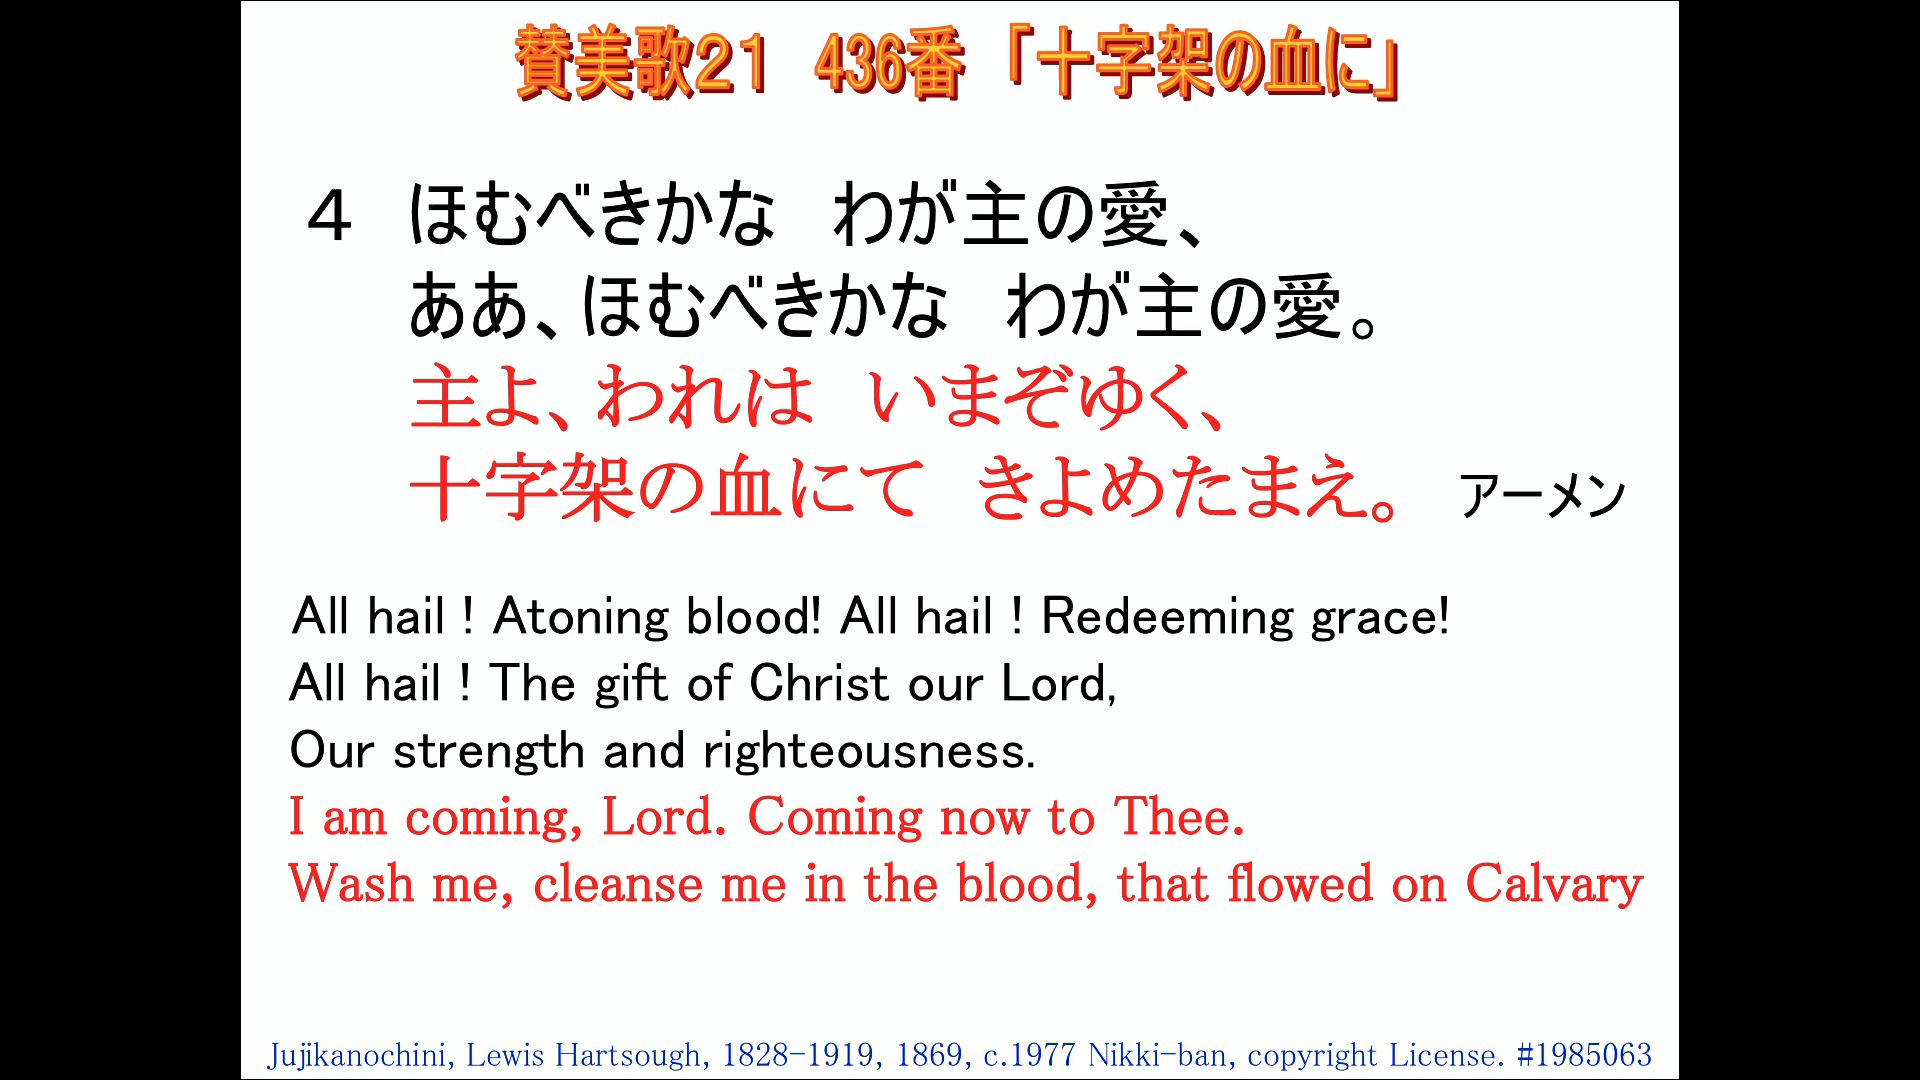 賛美歌２１　436番「十字架の血に」
４　ほむべきかな　わが主の愛、
ああ、ほむべきかな　わが主の愛。
主よ、われは　いまぞゆく、
十字架の血にて　きよめたまえ。　アーメン
All hail ! Atoning blood! All hail ! Redeeming grace!
All hail ! The gift of Christ our Lord,
Our strength and righteousness.
I am coming, Lord. Coming now to Thee.
Wash me, cleanse me in the blood, that flowed on Calvary
Jujikanochini, Lewis Hartsough, 1828-1919, 1869, c.1977 Nikki-ban, copyright License. #1985063